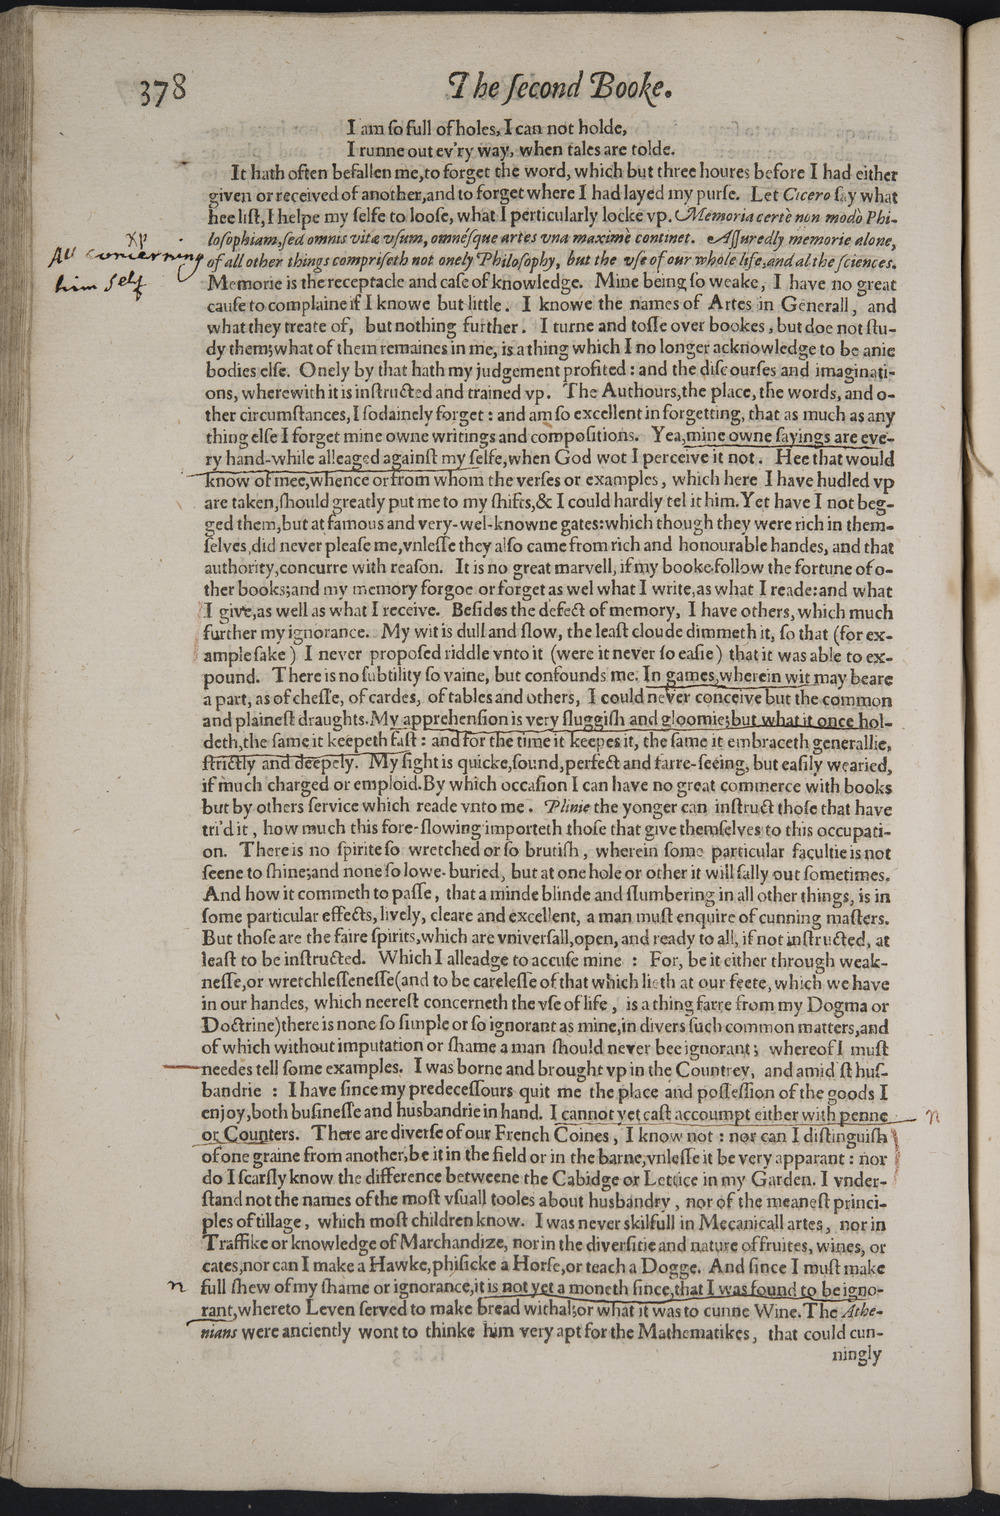 378
The ſecond Booke.
I am ſo full of holes, I can not holde,
I runne out ev'ry way, when tales are tolde.
It hath often befallen me,to forget the word, which but three houres before I had either
given or received of another,and to forget where I had layed my purſe. Let Cicero ſay what
hee liſt,I helpe my ſelfe to looſe, what I perticularly locke vp. Memoria certè non modò Phi-
loſophiam,ſed omnis vitæ vſum, omnéſque artes vna maximè continet. Aſſuredly memorie alone,
All concerning
him ſelf
of all other things compriſeth not onely Philoſophy, but the vſe of our whole life,and al the ſciences.
Memorie is the receptacle and caſe of knowledge. Mine being ſo weake, I have no great
cauſe to complaine if I knowe but little. I knowe the names of Artes in Generall, and
what they treate of, but nothing further. I turne and toſſe over bookes, but doe not ſtu-
dy them;what of them remaines in me, is a thing which I no longer acknowledge to be anie
bodies elſe. Onely by that hath my judgement profited: and the diſcourſes and imaginati-
ons, wherewith it is inſtructed and trained vp. The Authours,the place, the words, and o-
ther circumſtances, I ſodainely forget: and am ſo excellent in forgetting, that as much as any
thing elſe I forget mine owne writings and compoſitions. Yea,mine owne ſayings are eve-
ry hand-while alleaged againſt my ſelfe,when God wot I perceive it not. Hee that would
know of mee,whence or from whom the verſes or examples, which here I have hudled vp
are taken,ſhould greatly put me to my ſhifts,& I could hardly tel it him. Yet have I not beg-
ged them,but at famous and very-wel-knowne gates:which though they were rich in them-
ſelves,did never pleaſe me,vnleſſe they alſo came from rich and honourable handes, and that
authority,concurre with reaſon. It is no great marvell, if my booke follow the fortune of o-
ther books;and my memory forgoe or forget as wel what I write,as what I reade:and what
I give,as well as what I receive. Beſides the defect of memory, I have others, which much
further my ignorance. My wit is dull and ſlow, the leaſt cloude dimmeth it, ſo that (for ex-
ample ſake) I never propoſed riddle vnto it (were it never ſo eaſie) that it was able to ex-
pound. There is no ſubtility ſo vaine, but confounds me. In games,wherein wit may beare
a part, as of cheſſe, of cardes, of tables and others, I could never conceive but the common
and plaineſt draughts. My apprehenſion is very ſluggiſh and gloomie;but what it once hol-
deth,the ſame it keepeth faſt: and for the time it keepes it, the ſame it embraceth generallie,
ſtrictly and deepely. My ſight is quicke,ſound,perfect and farre-ſeeing, but eaſily wearied,
if much charged or emploid. By which occaſion I can have no great commerce with books
but by others ſervice which reade vnto me. Plinie the yonger can inſtruct thoſe that have
tri'd it, how much this fore-ſlowing importeth thoſe that give themſelves to this occupati-
on. There is no ſpirite ſo wretched or ſo brutiſh, wherein ſome particular facultie is not
ſeene to ſhine;and none ſo lowe-buried, but at one hole or other it will ſally out ſometimes.
And how it commeth to paſſe, that a minde blinde and ſlumbering in all other things, is in
ſome particular effects, lively, cleare and excellent, a man muſt enquire of cunning maſters.
But thoſe are the faire ſpirits,which are vniverſall,open, and ready to all, if not inſtructed, at
leaſt to be inſtructed. Which I alleadge to accuſe mine: For, be it either through weak-
neſſe,or wretchleſſeneſſe(and to be careleſſe of that which lieth at our feete, which we have
in our handes, which neereſt concerneth the vſe of life, is a thing farre from my Dogma or
Doctrine)there is none ſo ſimple or ſo ignorant as mine,in divers ſuch common matters,and
of which without imputation or ſhame a man ſhould never bee ignorant; whereof I muſt
needes tell ſome examples. I was borne and brought vp in the Countrey, and amidſt huſ-
bandrie: I have ſince my predeceſſours quit me the place and poſſeſſion of the goods I
enjoy,both buſineſſe and husbandrie in hand. I cannot yet caſt accoumpt either with penne
n
or Counters. There are diverſe of our French Coines, I know not: nor can I diſtinguiſh
of one graine from another,be it in the field or in the barne,vnleſſe it be very apparant: nor
do I ſcarſly know the difference betweene the Cabidge or Lettice in my Garden. I vnder-
ſtand not the names of the moſt vſuall tooles about husbandry, nor of the meaneſt princi-
ples of tillage, which moſt children know. I was never skilfull in Mecanicall artes, nor in
Traffike or knowledge of Marchandize, nor in the diverſitie and nature of fruites, wines, or
cates,nor can I make a Hawke,phiſicke a Horſe,or teach a Dogge. And ſince I muſt make
n
full ſhew of my ſhame or ignorance,it is not yet a moneth ſince,that I was found to be igno-
rant,whereto Leven ſerved to make bread withal;or what it was to cunne Wine. The Athe-
nians were anciently wont to thinke him very apt for the Mathematikes, that could cun-
ningly